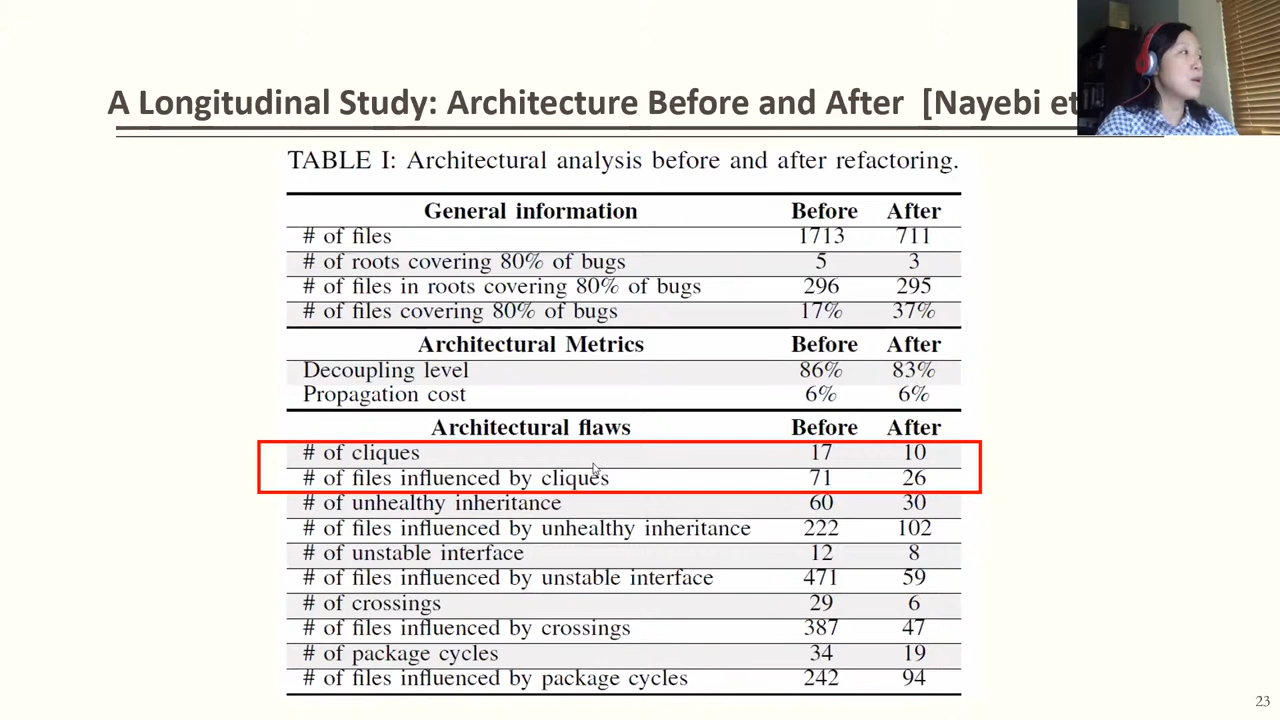 A Longitudinal Study: Architecture Before and After [Nayebi et
TABLE I: Architectural analysis before and after refactoring.
General information Before After
# of files 1713 711
# of roots covering 80% of bugs 5 3
# of files in roots covering 80% of bugs 296 295
# of files covering 80% of bugs 17% 37%
Architectural Metrics Before After
Decoupling level 86% 83%
Propagation cost 6% 6%
Architectural flaws Before After
# of cliques 17 10
# of files influenced by cliques 71 26
# of unhealthy inheritance 60 30
# of files influenced by unhealthy inheritance 222 102
# of unstable interface 12 8
# of files influenced by unstable interface 471 59
# of crossings 29 6
# of files influenced by crossings 387 47
# of package cycles 34 19
# of files influenced by package cycles 242 94
23